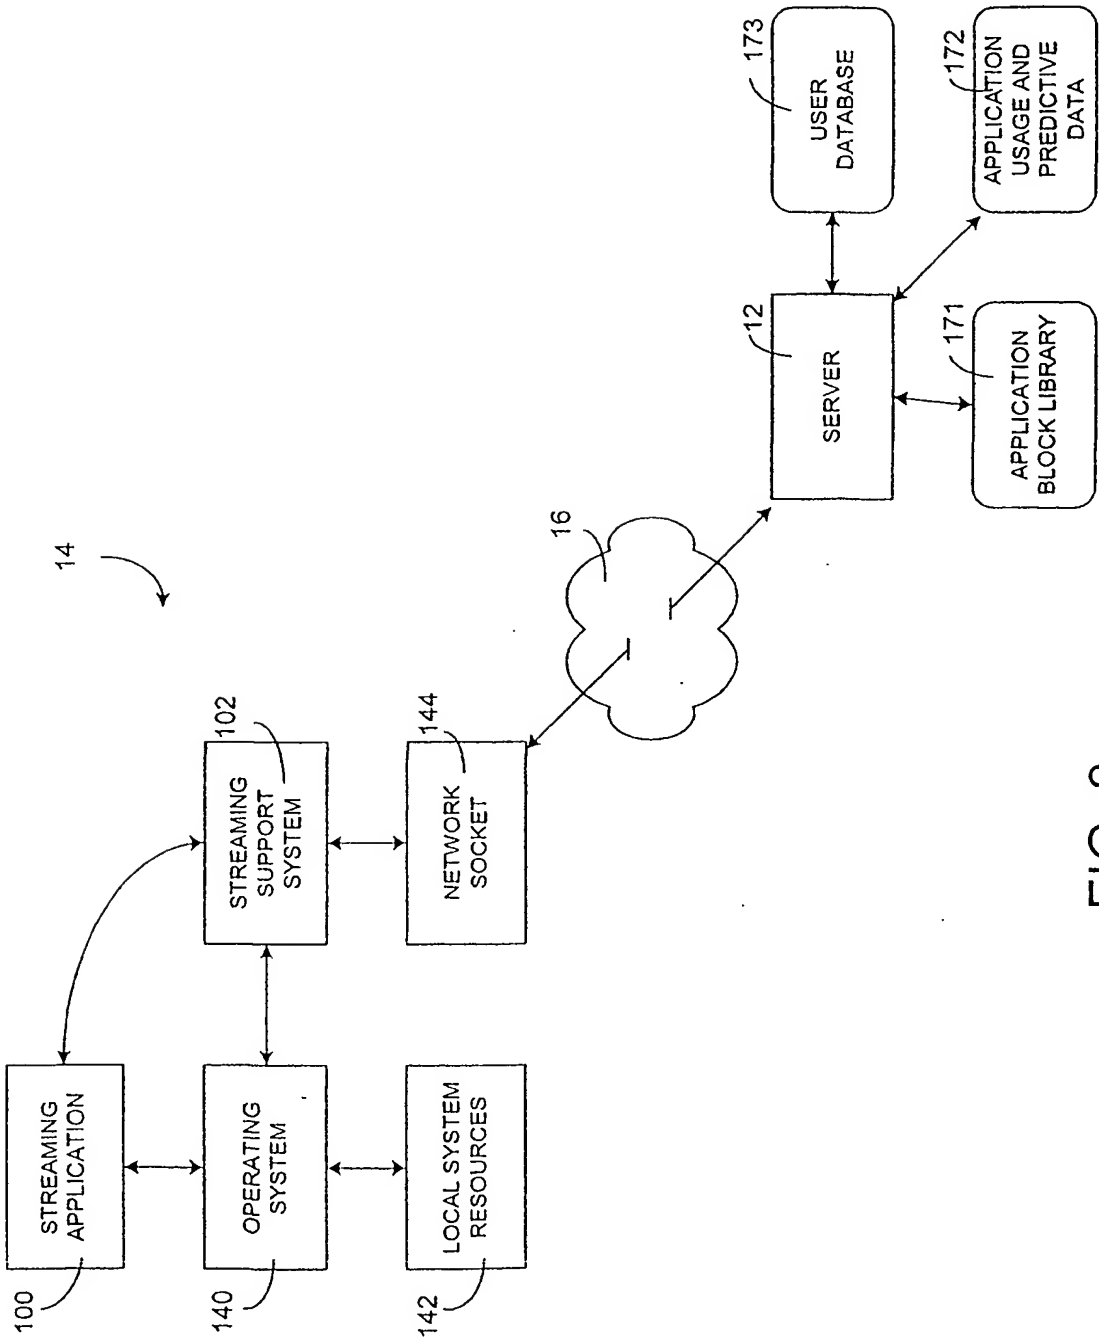 100
STREAMING
APPLICATION
14
140
OPERATING
SYSTEM
102
STREAMING
SUPPORT
SYSTEM
142
LOCAL SYSTEM
RESOURCES
144
NETWORK
SOCKET
16
12
SERVER
173
USER
DATABASE
171
APPLICATION
BLOCK LIBRARY
172
APPLICATION
USAGE AND
PREDICTIVE
DATA
FIG.